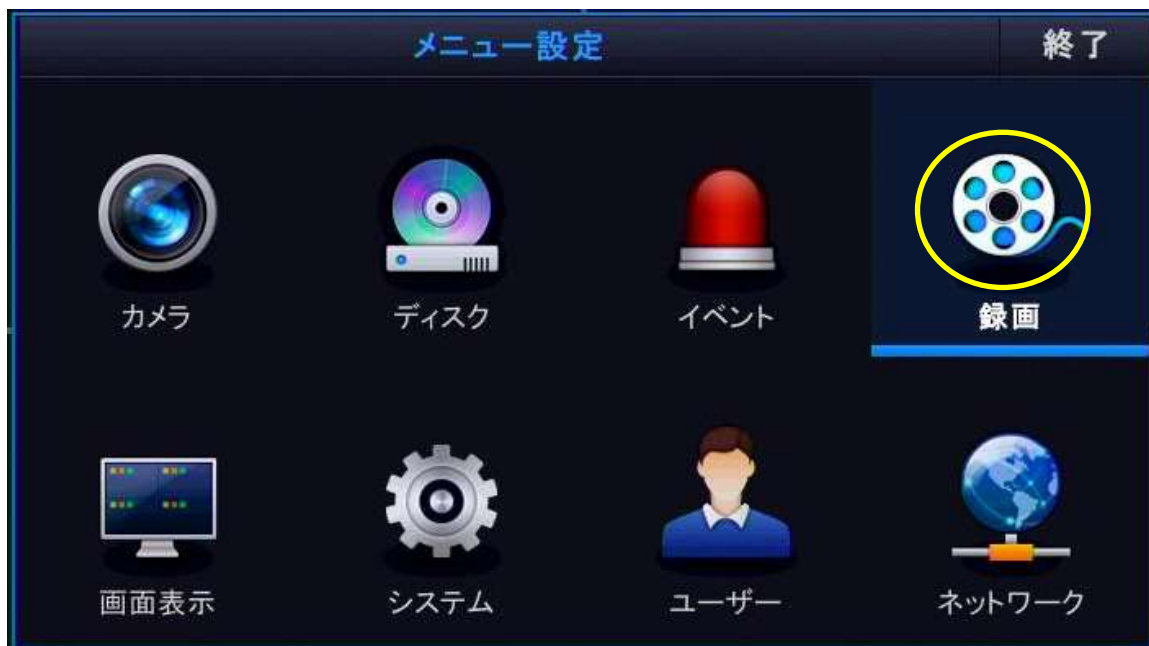 メニュー設定 終了
カメラ ディスク イベント 録画
画面表示 システム ユーザー ネットワーク